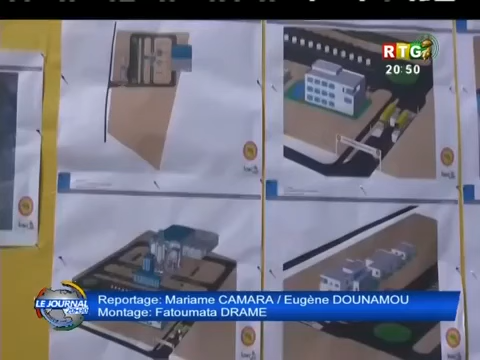 RTG
20:50
LE JOURNAL
Reportage: Mariame CAMARA / Eugène DOUNAMOU
Montage: Fatoumata DRAME